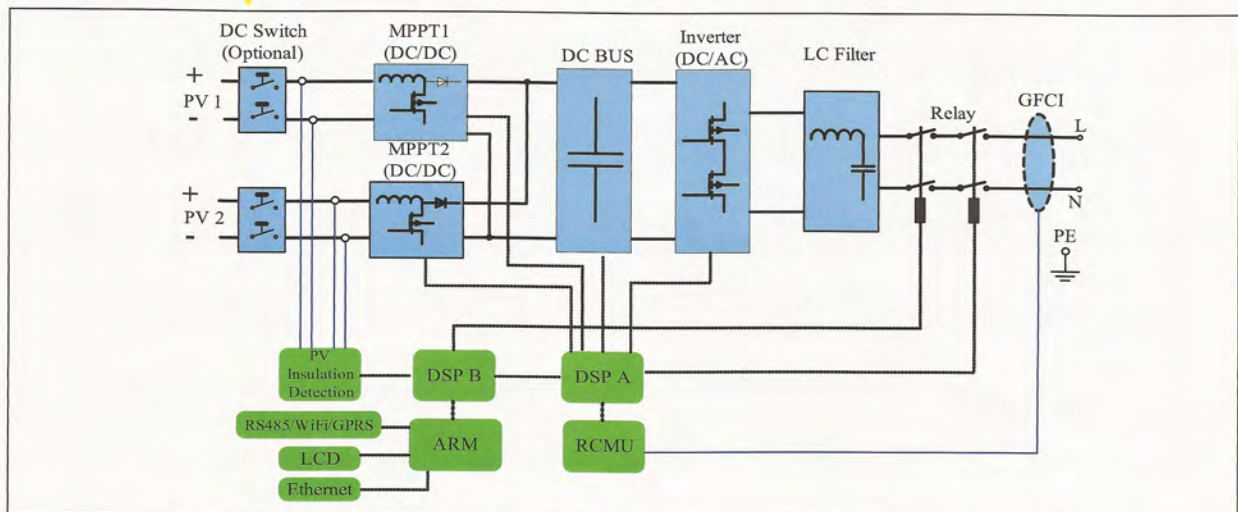 DC Switch
(Optional)
MPPT1
(DC/DC)
DC BUS
Inverter
(DC/AC)
LC Filter
+
PV 1
-
Relay
GFCI
L
MPPT2
(DC/DC)
+
PV 2
-
N
PE
PV
Insulation
Detection
DSP B
DSP A
RS485/WiFi/GPRS
ARM
RCMU
LCD
Ethernet